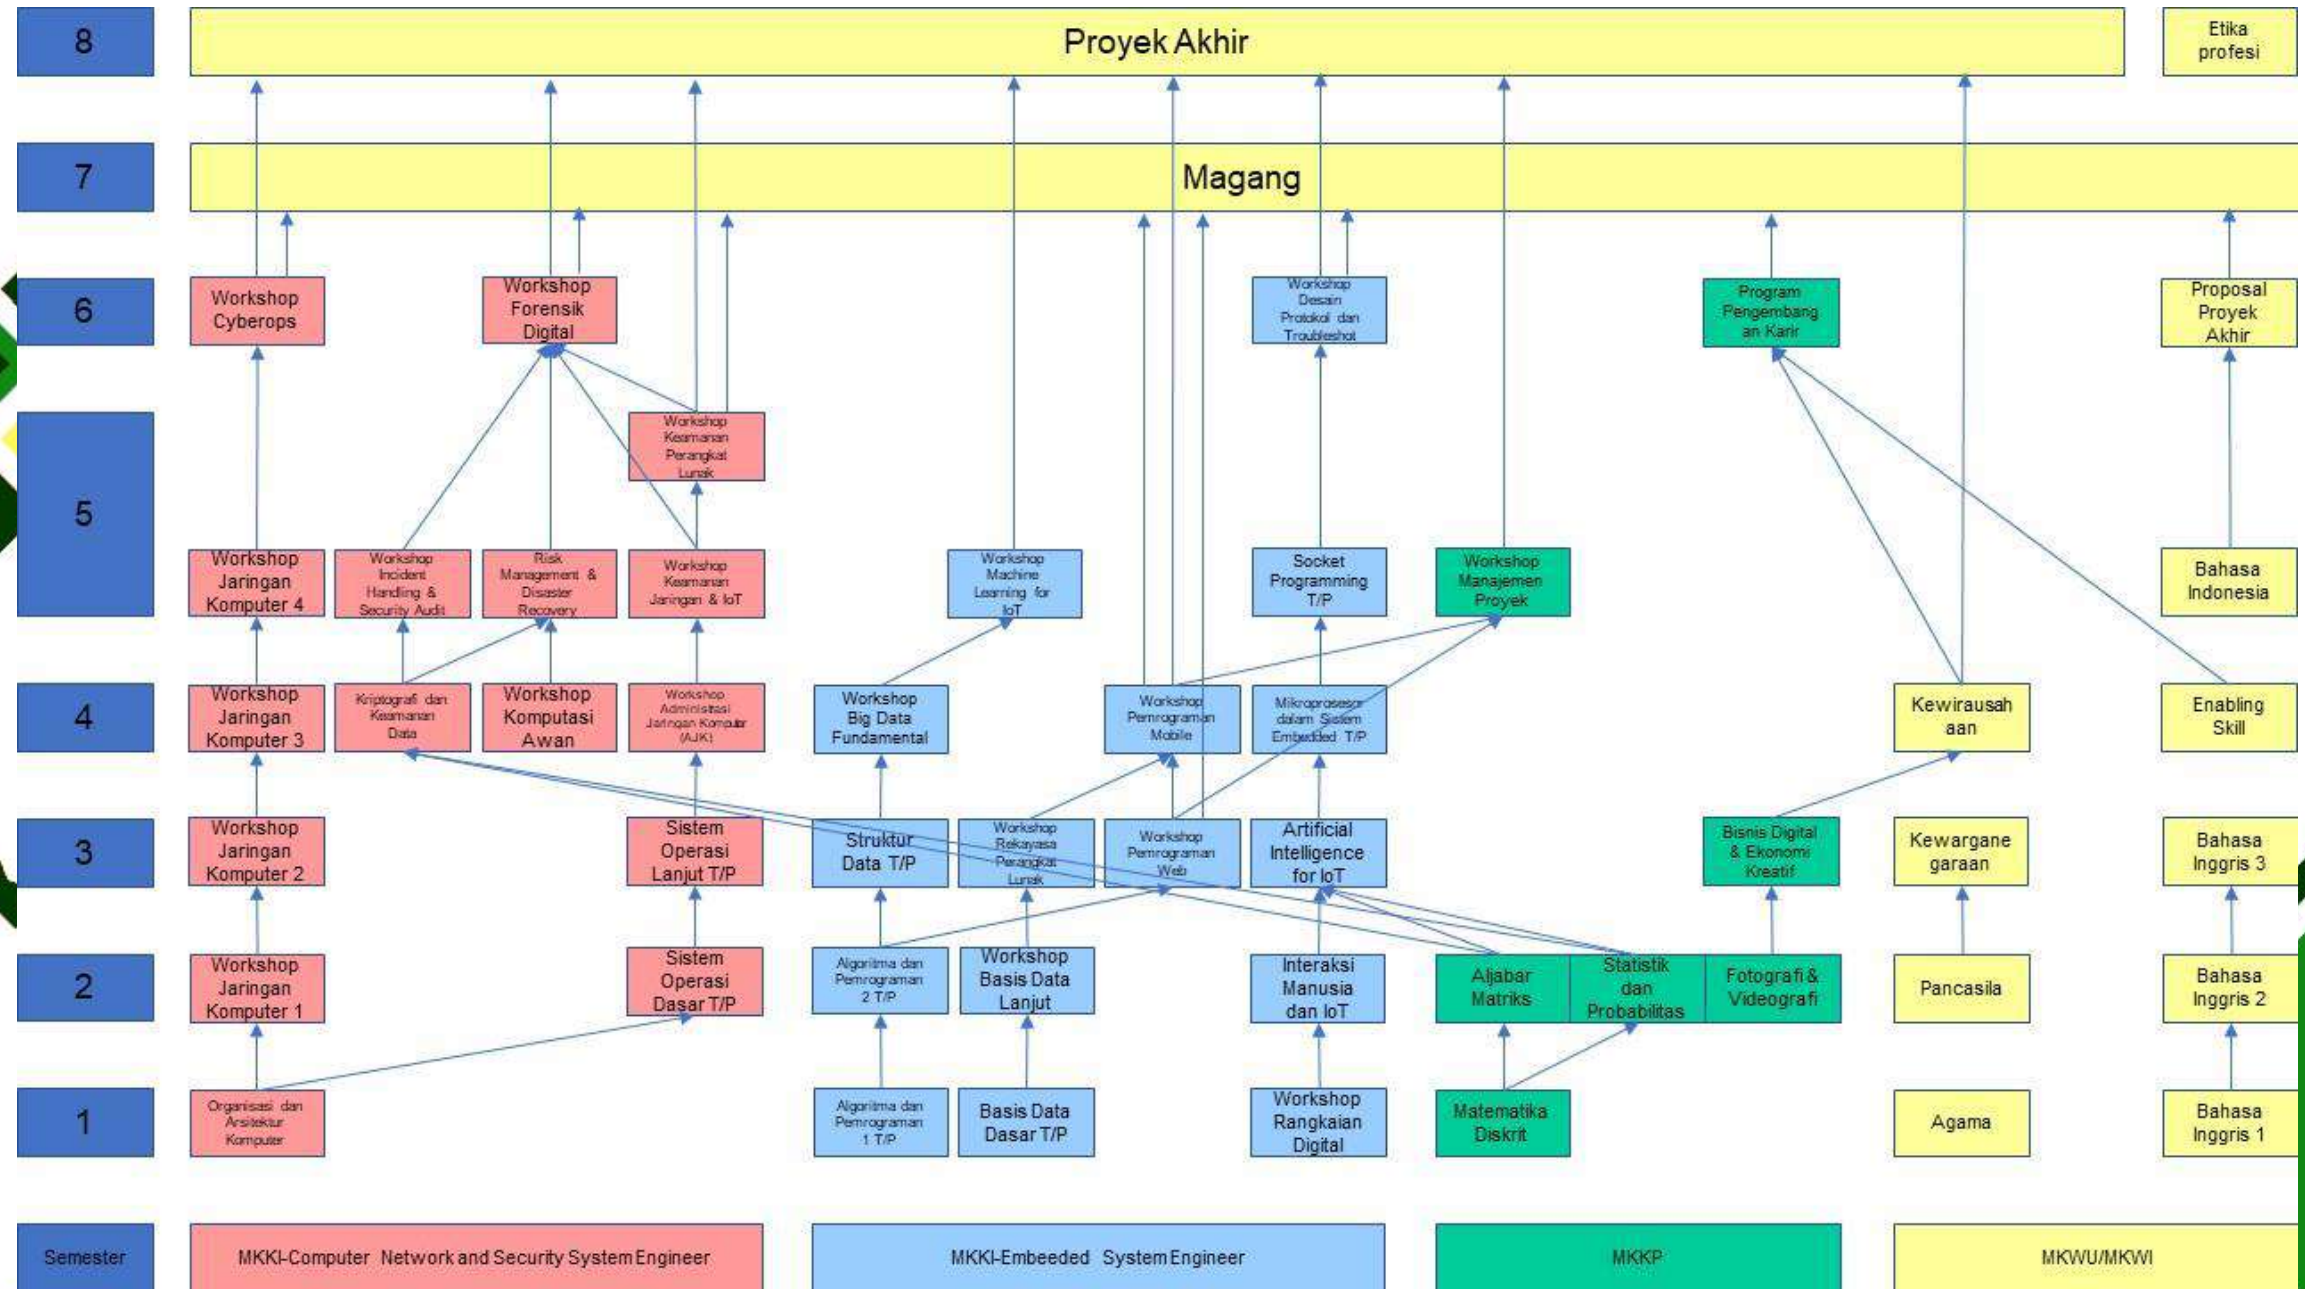 8
Proyek Akhir
Etika
profesi
7
Magang
6
Workshop
Cyberops
Workshop
Forensik
Digital
Workshop
Desain
Protokol dan
Troubleshot
Program
Pengembang
an Karir
Proposal
Proyek
Akhir
5
Workshop
Keamanan
Perangkat
Lunak
Workshop
Jaringan
Komputer 4
Workshop
Incident
Handling &
Security Audit
Risk
Management &
Disaster
Recovery
Workshop
Keamanan
Jaringan & IoT
Workshop
Machine
Learning for
IoT
Socket
Programming
T/P
Workshop
Manajemen
Proyek
Bahasa
Indonesia
4
Workshop
Jaringan
Komputer 3
Kriptografi dan
Keamanan
Data
Workshop
Komputasi
Awan
Workshop
Administrasi
Jaringan Komputer
(AJK)
Workshop
Big Data
Fundamental
Workshop
Pemrograman
Mobile
Mikroprosesor
dalam Sistem
Embedded T/P
Kewirausah
aan
Enabling
Skill
3
Workshop
Jaringan
Komputer 2
Sistem
Operasi
Lanjut T/P
Struktur
Data T/P
Workshop
Rekayasa
Perangkat
Lunak
Workshop
Pemrograman
Web
Artificial
Intelligence
for IoT
Bisnis Digital
& Ekonomi
Kreatif
Kewargane
garaan
Bahasa
Inggris 3
2
Workshop
Jaringan
Komputer 1
Sistem
Operasi
Dasar T/P
Algoritma dan
Pemrograman
2 T/P
Workshop
Basis Data
Lanjut
Interaksi
Manusia
dan IoT
Aljabar
Matriks
Statistik
dan
Probabilitas
Fotografi &
Videografi
Pancasila
Bahasa
Inggris 2
1
Organisasi dan
Arsitektur
Komputer
Algoritma dan
Pemrograman
1 T/P
Basis Data
Dasar T/P
Workshop
Rangkaian
Digital
Matematika
Diskrit
Agama
Bahasa
Inggris 1
Semester
MKKI-Computer Network and Security System Engineer
MKKI-Embeeded System Engineer
MKKP
MKWU/MKWI